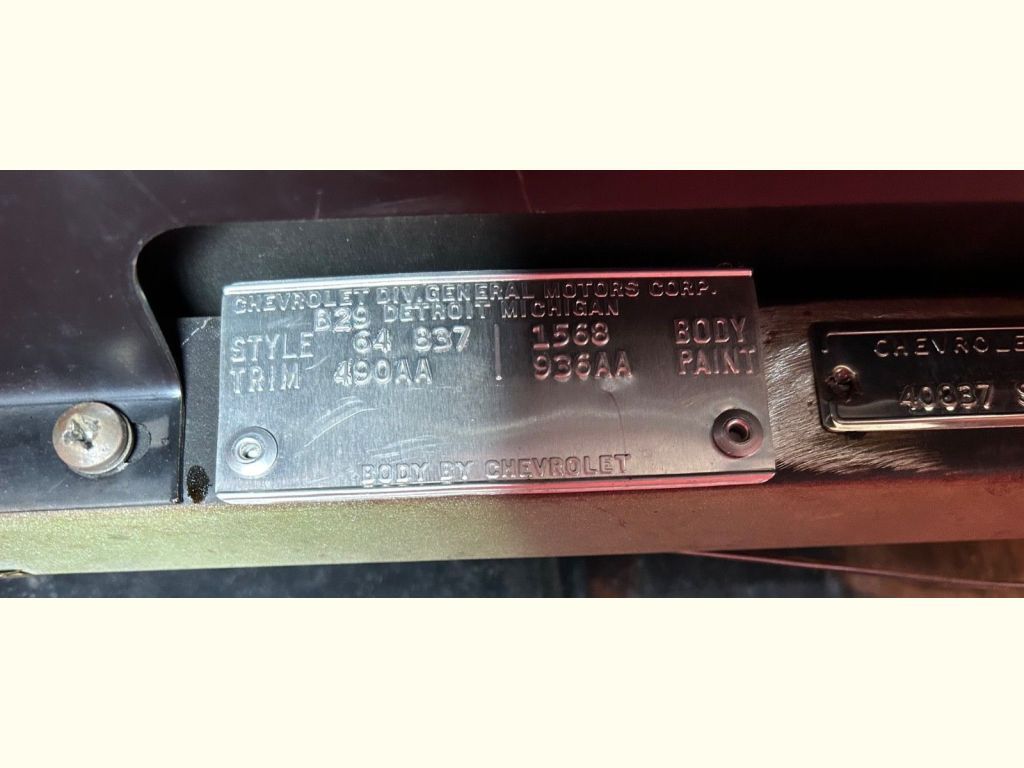 CHEVROLET DIV. GENERAL MOTORS CORP.
B29 DETROIT MICHIGAN
STYLE 64 837 | 1568 BODY
TRIM 490AA | 936AA PAINT
BODY BY CHEVROLET
CHEVROLE
40837 S